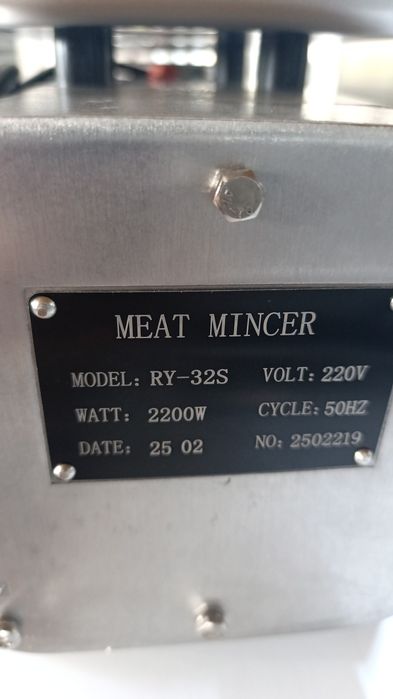 MEAT MINCER
MODEL: RY-32S VOLT: 220V
WATT: 2200W CYCLE: 50HZ
DATE: 25 02 NO: 2502219